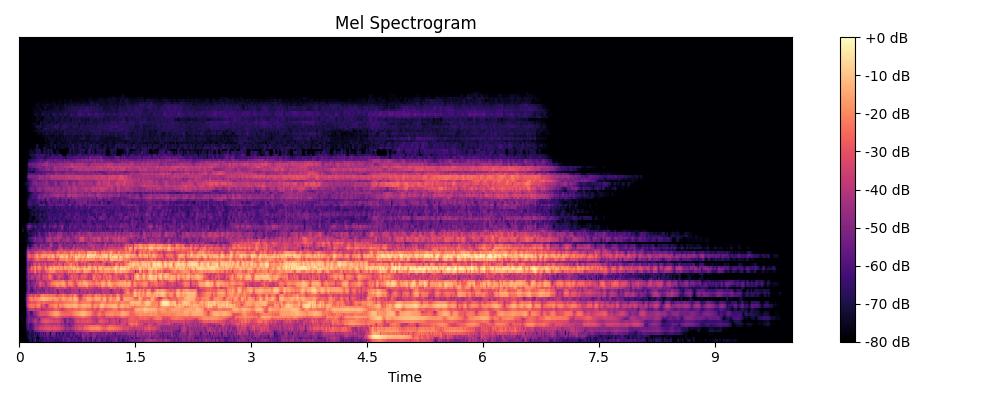 Mel Spectrogram
+0 dB
-10 dB
-20 dB
-30 dB
-40 dB
-50 dB
-60 dB
-70 dB
-80 dB
0 1.5 3 4.5 6 7.5 9
Time